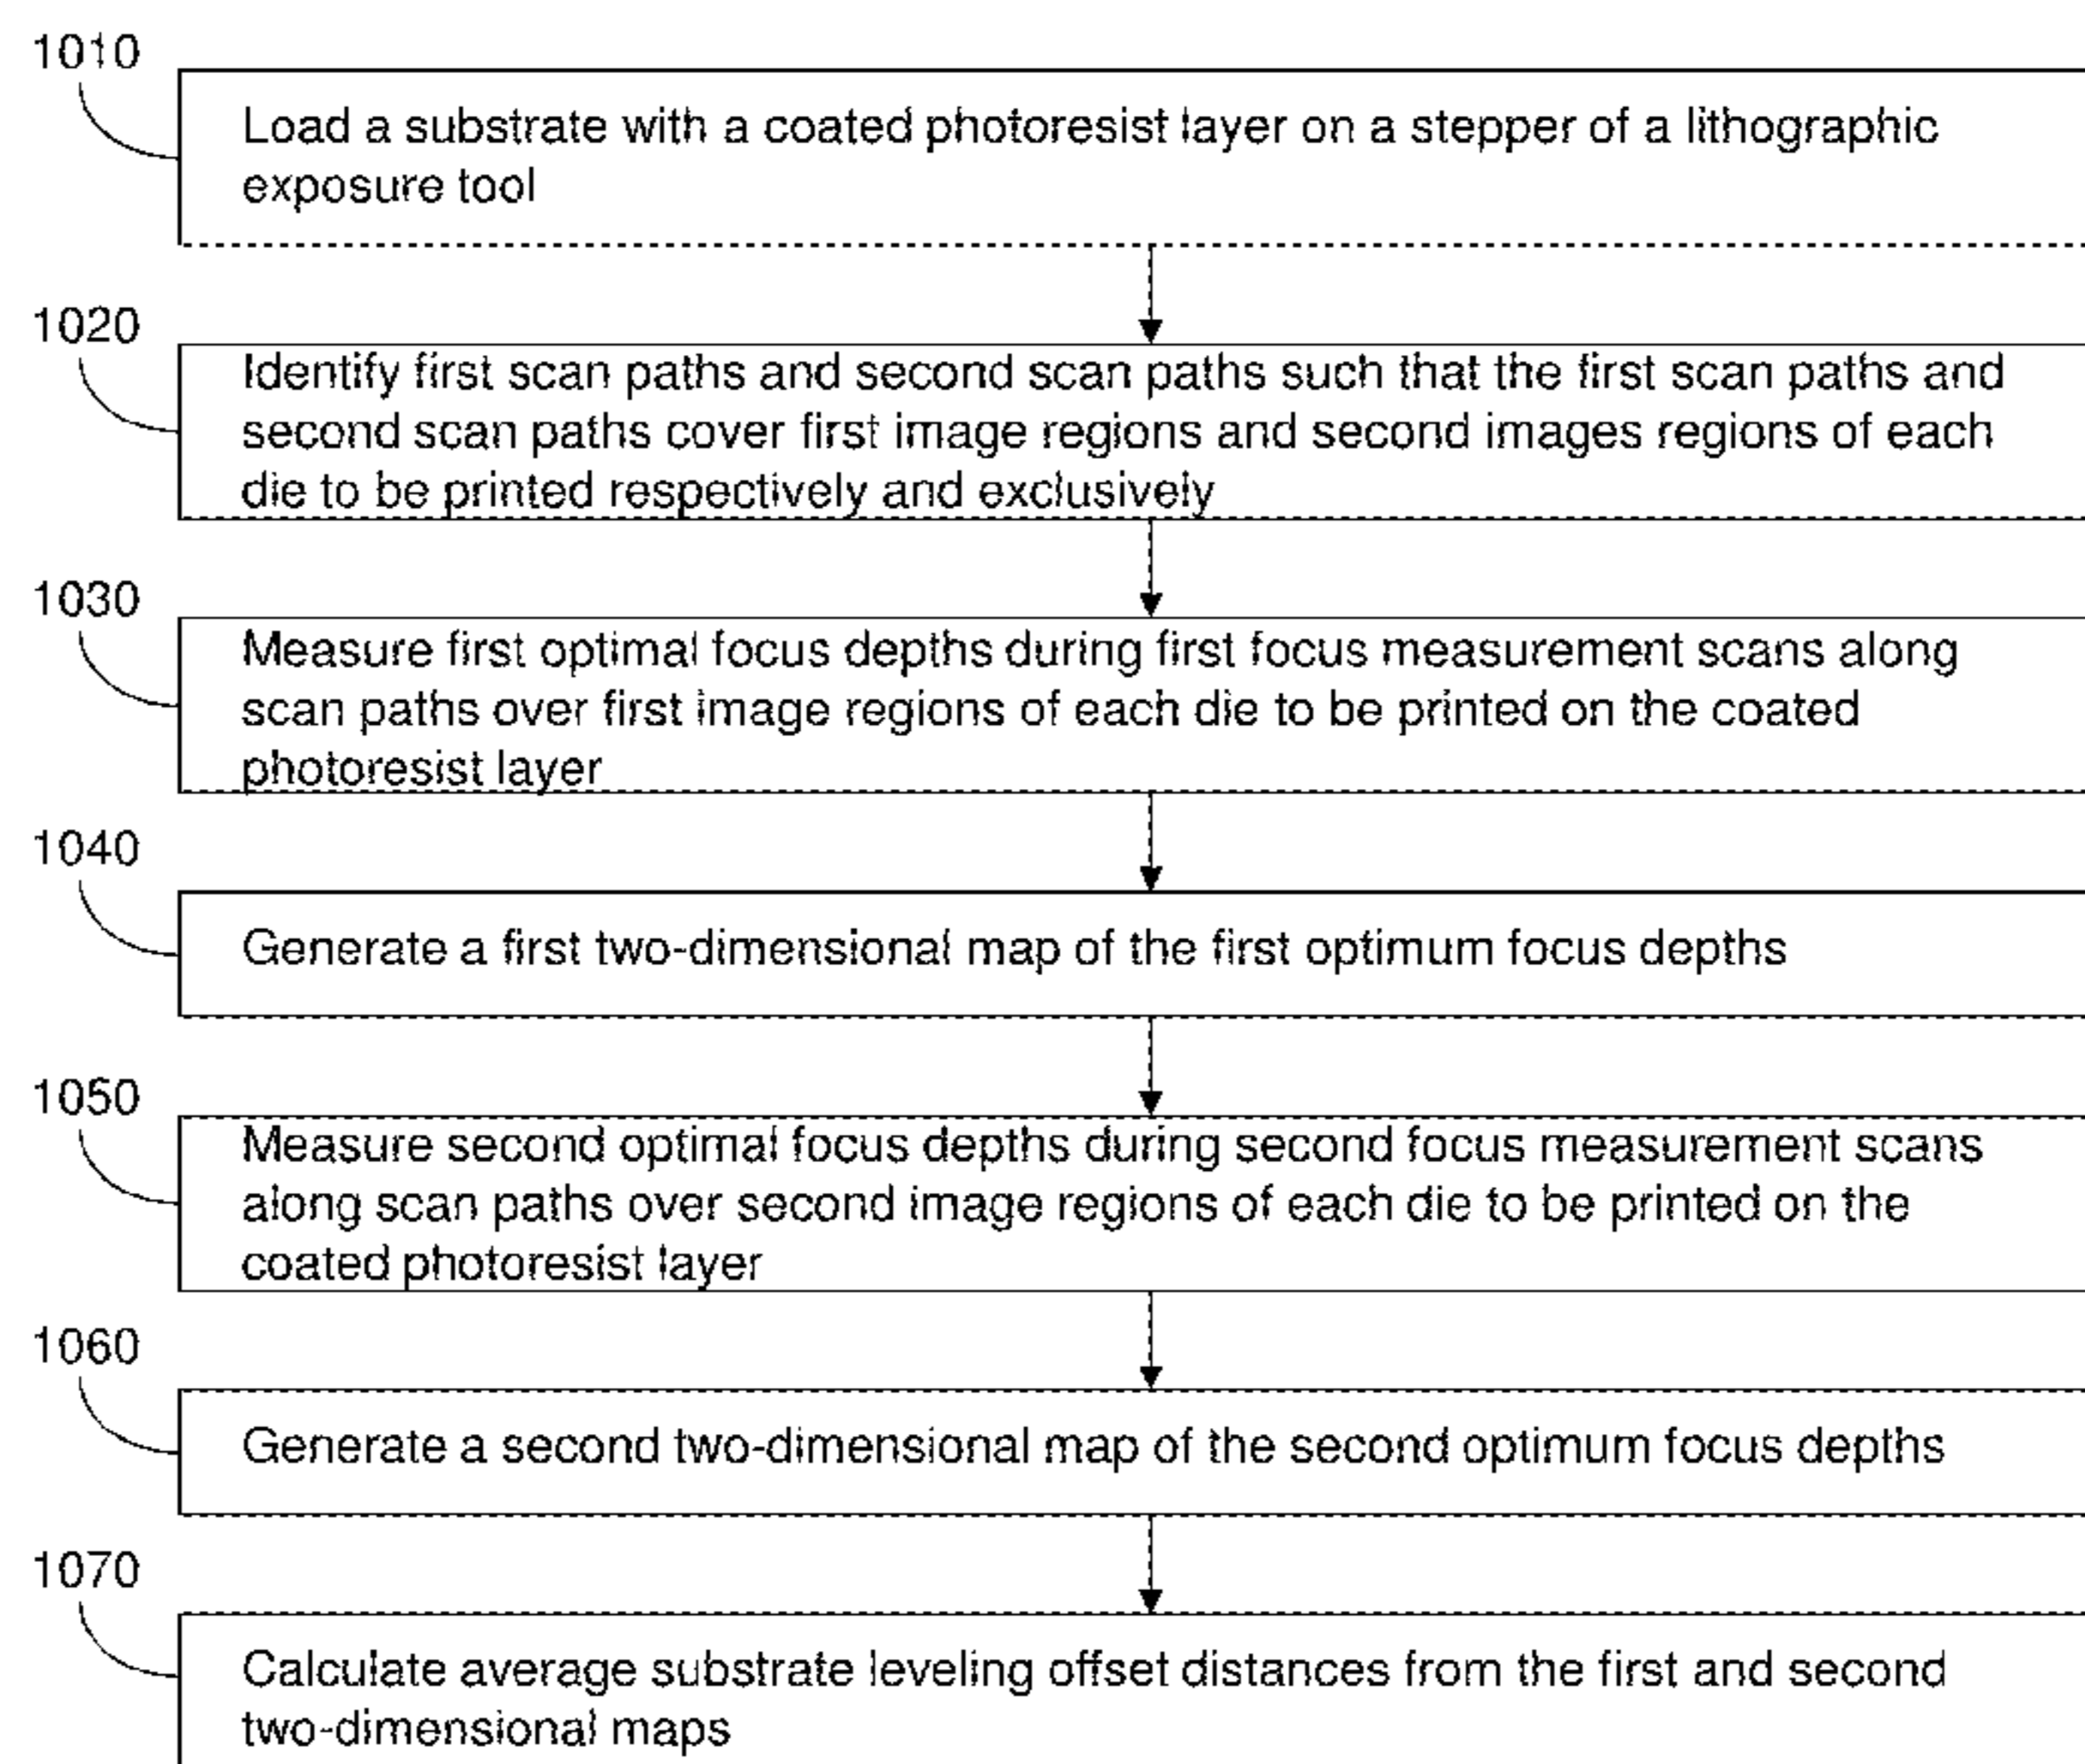 1010
Load a substrate with a coated photoresist layer on a stepper of a lithographic
exposure tool
1020
Identify first scan paths and second scan paths such that the first scan paths and
second scan paths cover first image regions and second images regions of each
die to be printed respectively and exclusively
1030
Measure first optimal focus depths during first focus measurement scans along
scan paths over first image regions of each die to be printed on the coated
photoresist layer
1040
Generate a first two-dimensional map of the first optimum focus depths
1050
Measure second optimal focus depths during second focus measurement scans
along scan paths over second image regions of each die to be printed on the
coated photoresist layer
1060
Generate a second two-dimensional map of the second optimum focus depths
1070
Calculate average substrate leveling offset distances from the first and second
two-dimensional maps